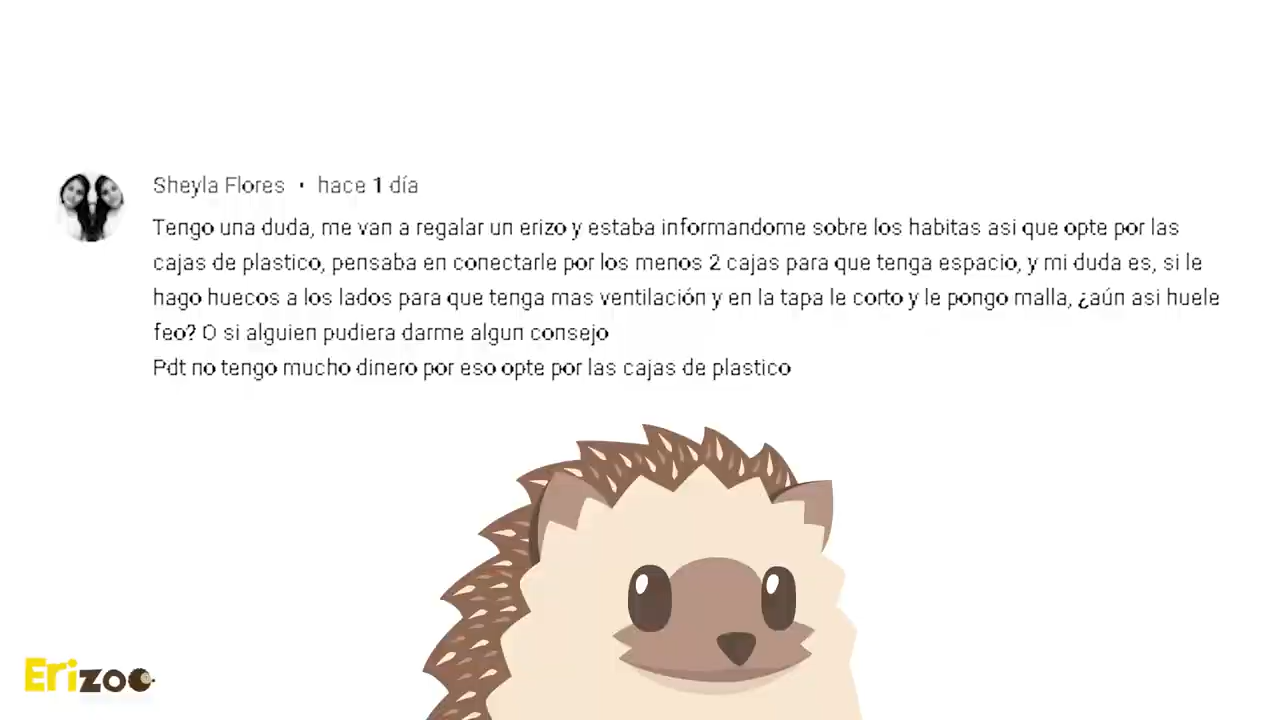 Sheyla Flores • hace 1 día
Tengo una duda, me van a regalar un erizo y estaba informandome sobre los habitas asi que opte por las
cajas de plastico, pensaba en conectarle por los menos 2 cajas para que tenga espacio, y mi duda es, si le
hago huecos a los lados para que tenga mas ventilación y en la tapa le corto y le pongo malla, ¿aún asi huele
feo? O si alguien pudiera darme algun consejo
Pdt no tengo mucho dinero por eso opte por las cajas de plastico
Erizoo